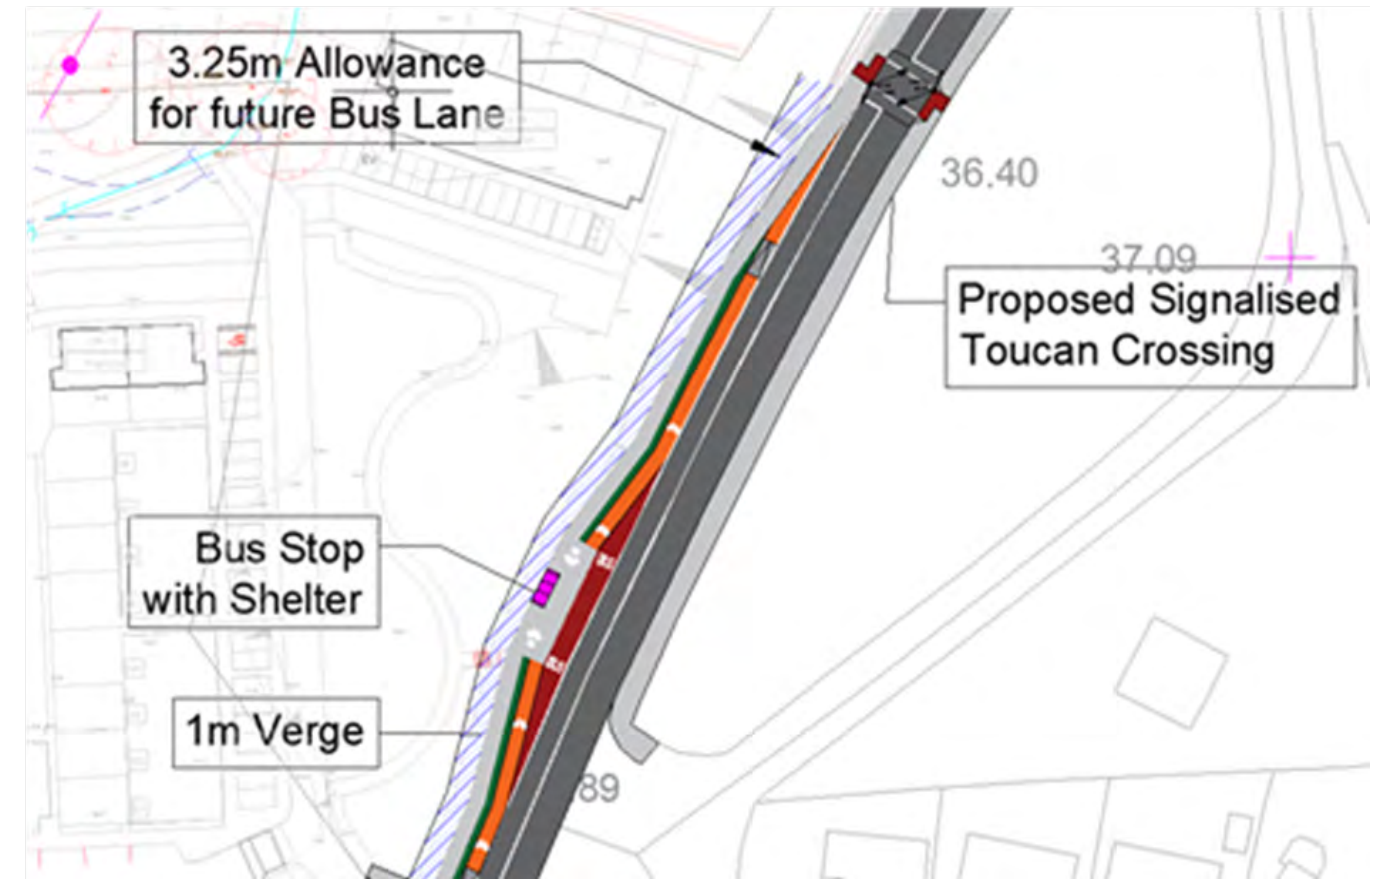 3.25m Allowance
for future Bus Lane
36.40
37.09
Proposed Signalised
Toucan Crossing
Bus Stop
with Shelter
1m Verge
89